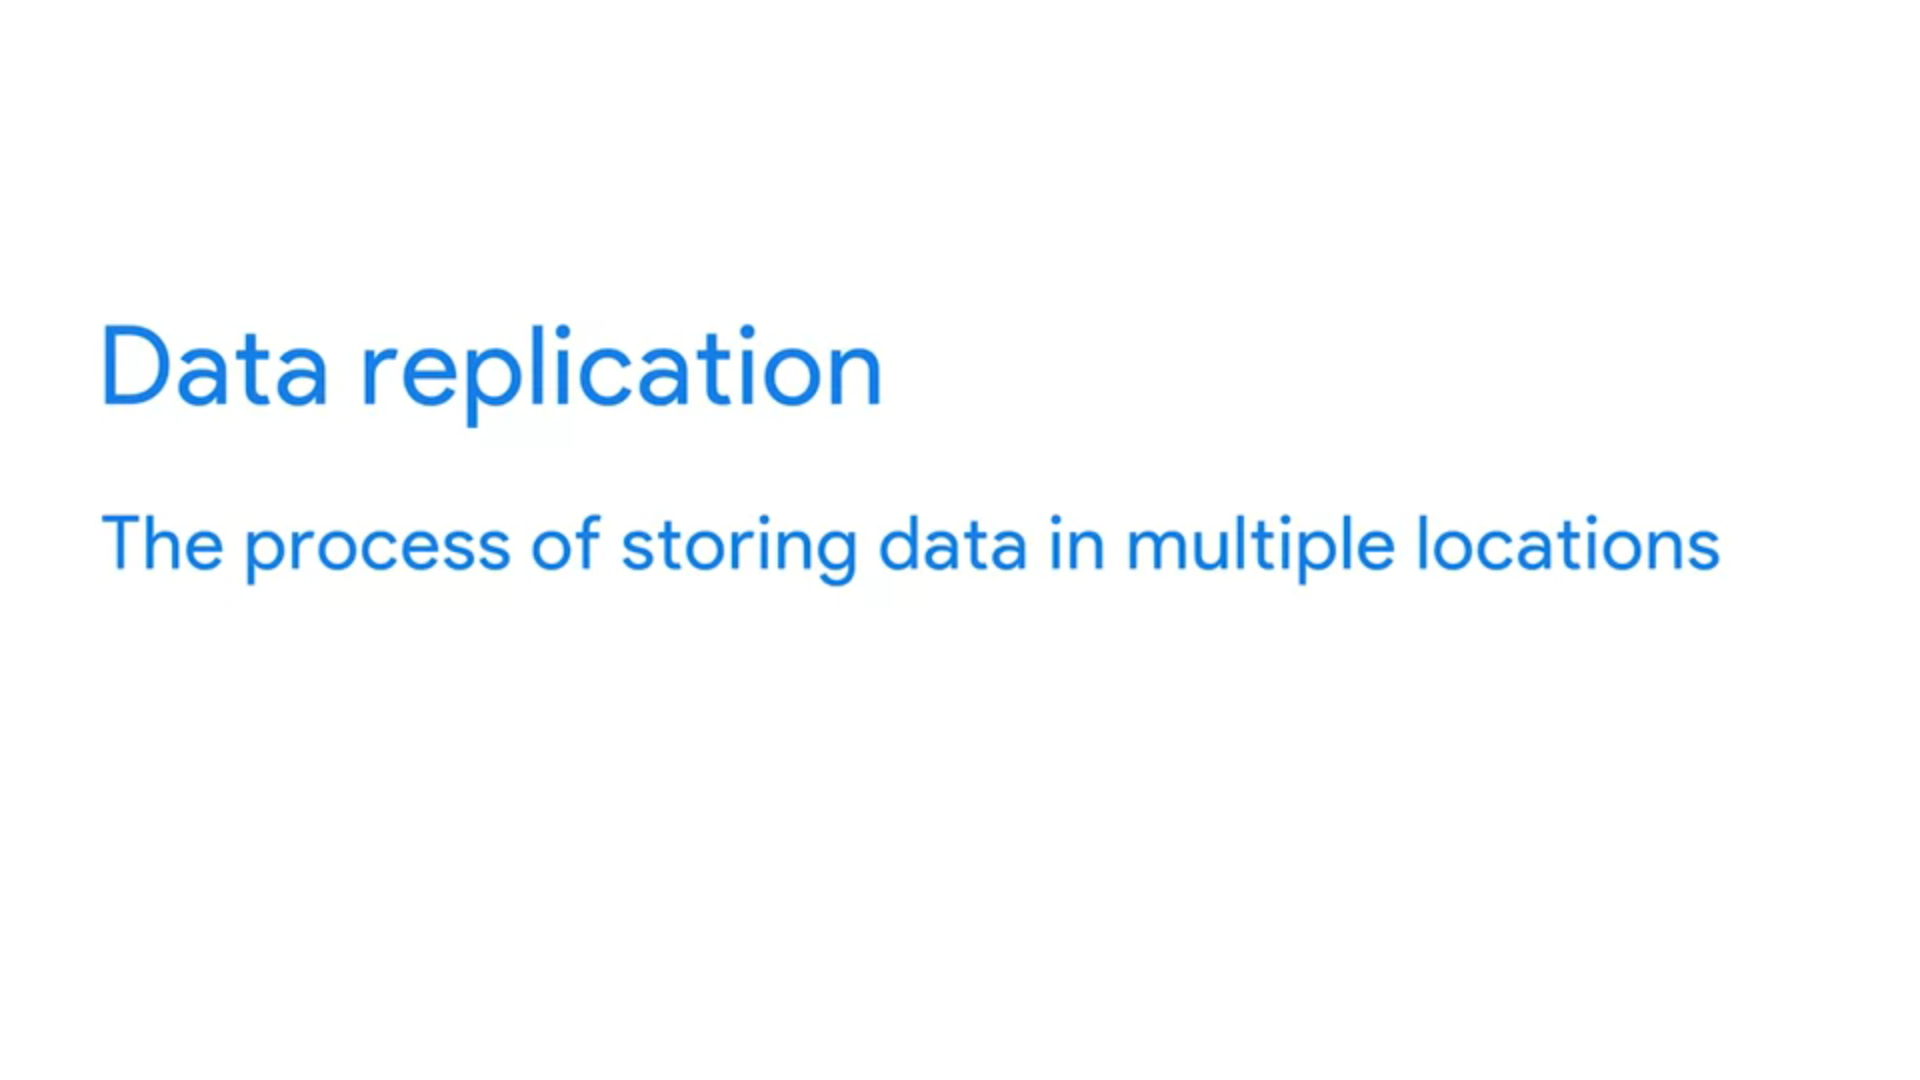 Data replication
The process of storing data in multiple locations